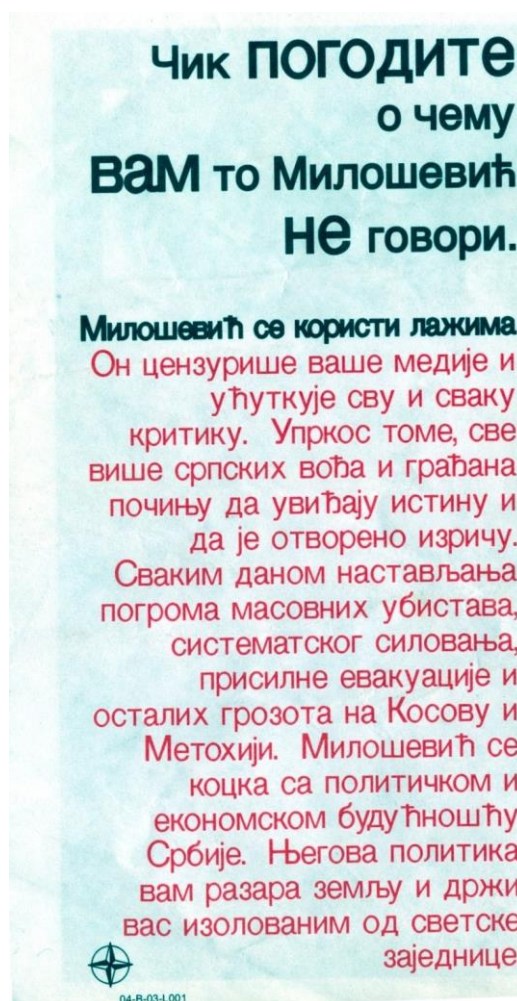 Чик ПОГОДИТЕ
о чему
ВАМ то Милошевић
НЕ говори.
Милошевић се користи лажима
Он цензурише ваше медије и
ућуткује сву и сваку
критику. Упркос томе, све
више српских вођа и грађана
почињу да увиђају истину и
да је отворено изричу.
Сваким даном настављања
погрома масовних убистава,
систематског силовања,
присилне евакуације и
осталих грозота на Косову и
Метохији. Милошевић се
коцка са политичком и
економском будућношћу
Србије. Његова политика
вам разара земљу и држи
вас изолованим од светске
заједнице
04-B-03-L001